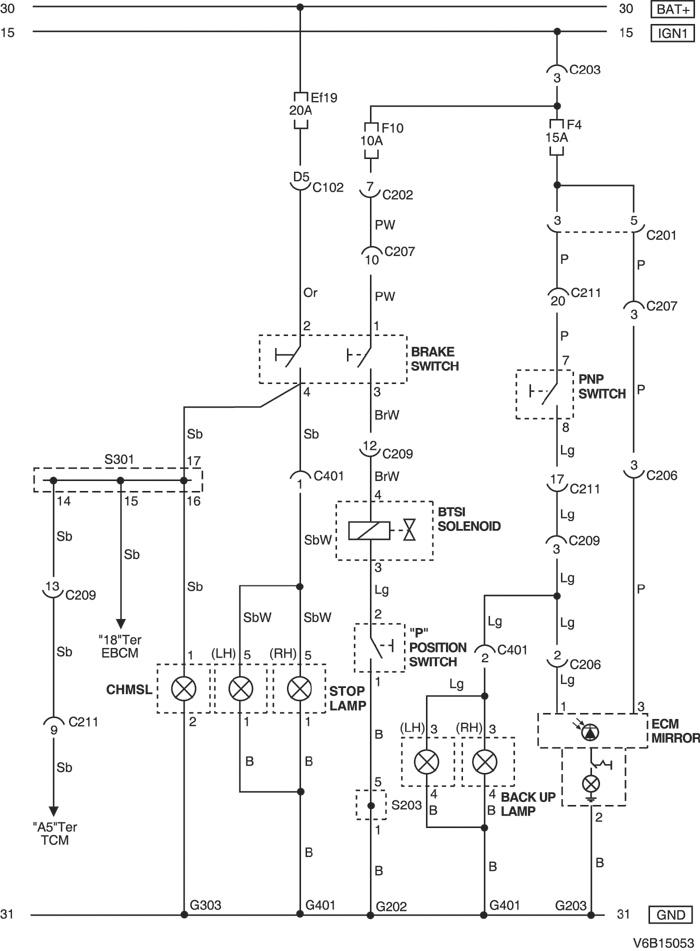 30 30 BAT+
15 15 IGN1
C203
3
Ef19
20A
F10
10A
F4
15A
D5 C102
7 C202
3 5 C201
PW
C207
10
P P
C211
20
C207
3
Or PW P
2 1 7
BRAKE
SWITCH
PNP
SWITCH
P
4 3 8
BrW
Sb Sb Lg
12 C209
S301 17
C401
1
BrW
17 C211
3 C206
14 15 16
4
BTSI
SOLENOID
Lg
Sb Sb SbW
C209
3
3
13 C209
Sb Lg Lg P
SbW SbW
2
Lg Lg
"18"Ter
EBCM
Sb
"P"
POSITION
SWITCH
C401
2
2 C206
Lg
1 (LH) 5 (RH) 5
CHMSL
STOP
LAMP
1
Lg
1 3
ECM
MIRROR
2 1 1
C211
9
B B B
(LH) 3 (RH) 3
Sb
5
S203
1
4 4
BACK UP
LAMP
B B
2
"A5"Ter
TCM
B B B B
31 G303 G401 G202 G401 G203 31 GND
V6B15053